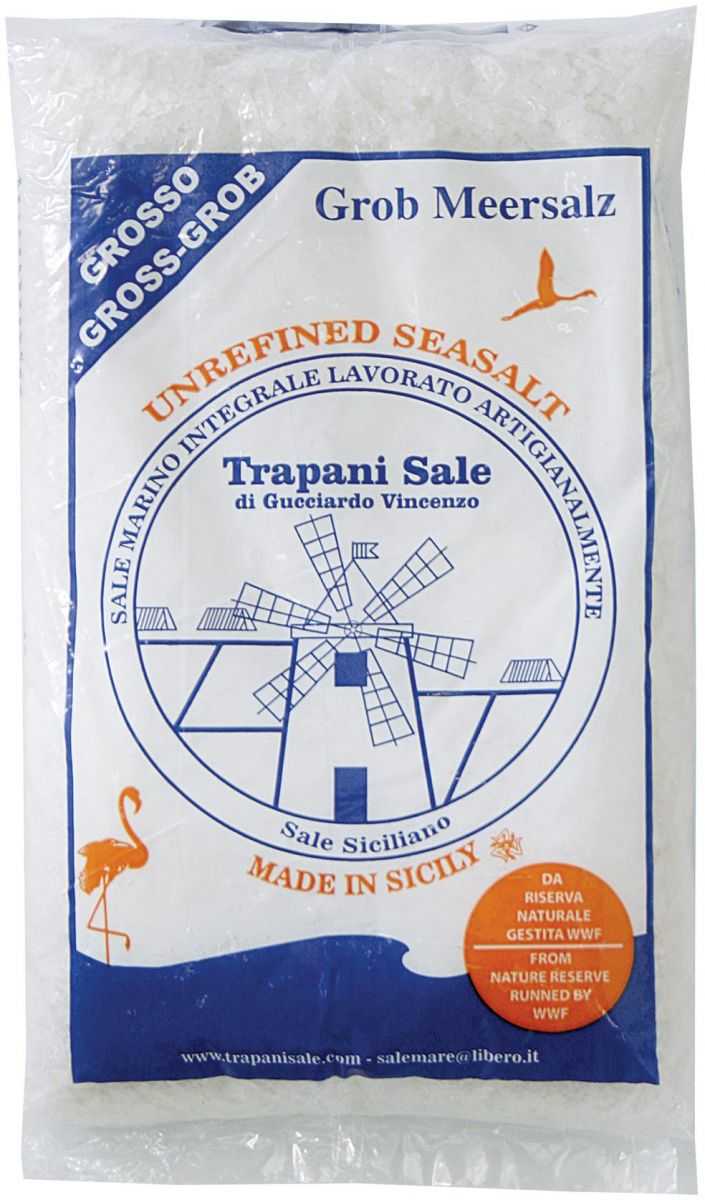 GROSSO
GROSS-GROB
Grob Meersalz
UNREFINED SEASALT
SALE MARINO INTEGRALE LAVORATO ARTIGIANALMENTE
Trapani Sale
di Gucciardo Vincenzo
Sale Siciliano
MADE IN SICILY
DA
RISERVA
NATURALE
GESTITA WWF
FROM
NATURE RESERVE
RUNNED BY
WWF
www.trapanisale.com - salemare@libero.it